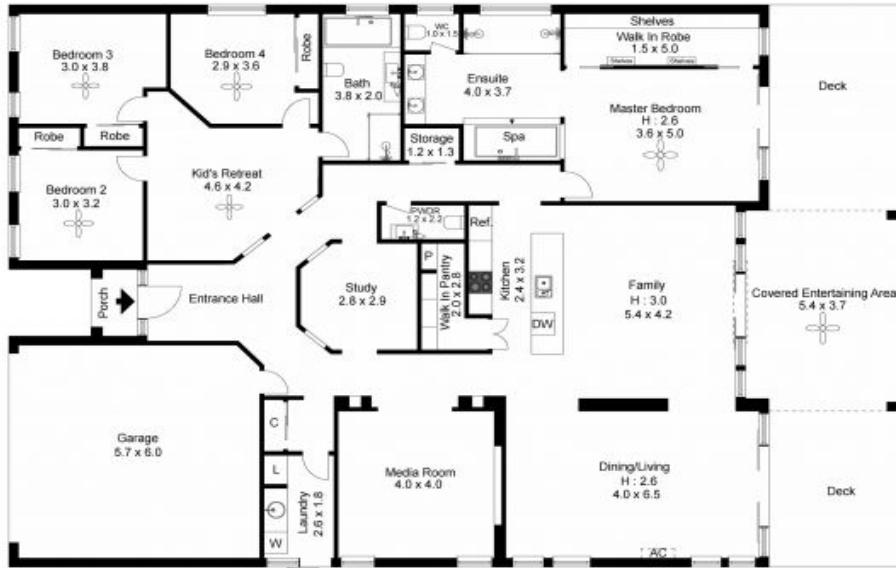 Bedroom 3
3.0 x 3.8
Bedroom 4
2.9 x 3.6
Robe
Bath
3.8 x 2.0
WC
1.0 x 1.5
Ensuite
4.0 x 3.7
Shelves
Walk In Robe
1.5 x 5.0
Shelves
Shelves
Deck
Master Bedroom
H : 2.6
3.6 x 5.0
Robe
Robe
Storage
1.2 x 1.3
Spa
Kid's Retreat
4.6 x 4.2
Bedroom 2
3.0 x 3.2
PWDR
1.2 x 2.2
Ref.
Porch
Entrance Hall
Study
2.8 x 2.9
P
Walk In Pantry
2.0 x 2.8
Kitchen
2.4 x 3.2
DW
Family
H : 3.0
5.4 x 4.2
Covered Entertaining Area
5.4 x 3.7
Garage
5.7 x 6.0
C
L
W
Laundry
2.6 x 1.8
Media Room
4.0 x 4.0
Dining/Living
H : 2.6
4.0 x 6.5
AC
Deck